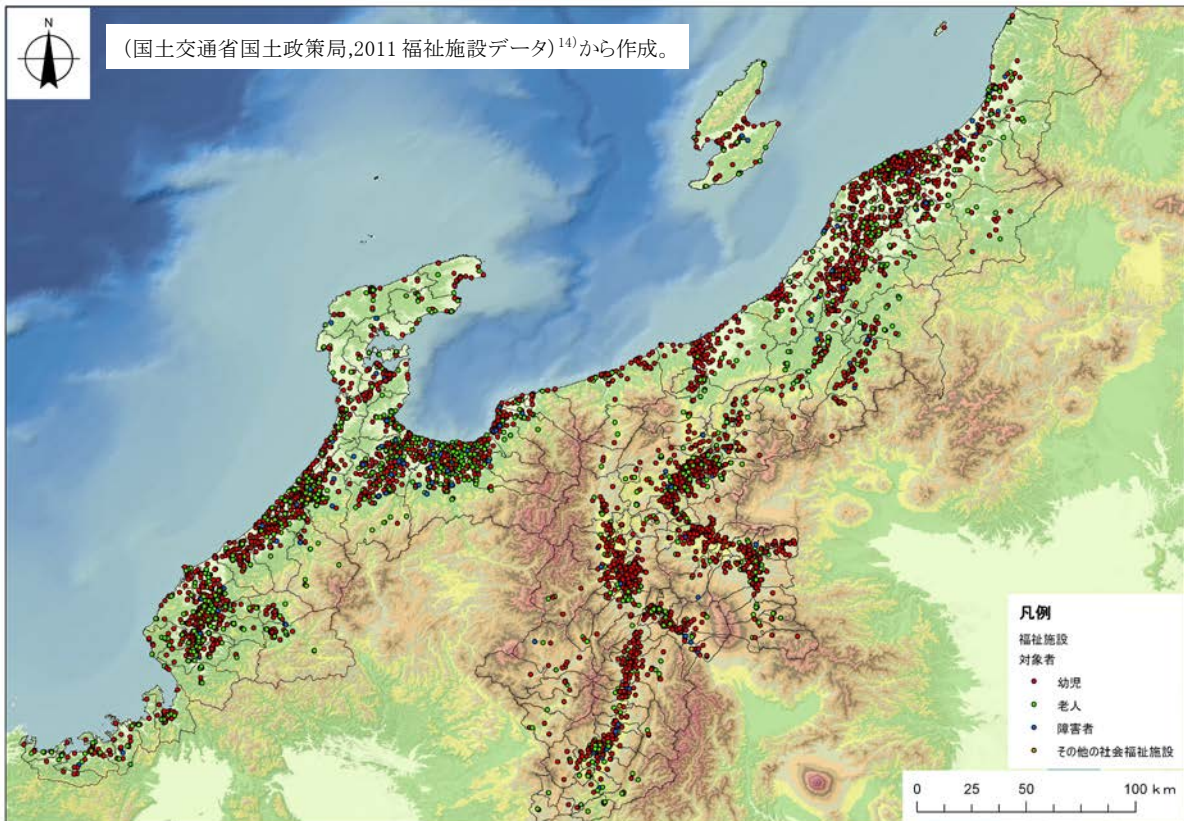 N
(国土交通省国土政策局,2011 福祉施設データ)14)から作成。
凡例
福祉施設
対象者
幼児
老人
障害者
その他の社会福祉施設
0 25 50 100 km